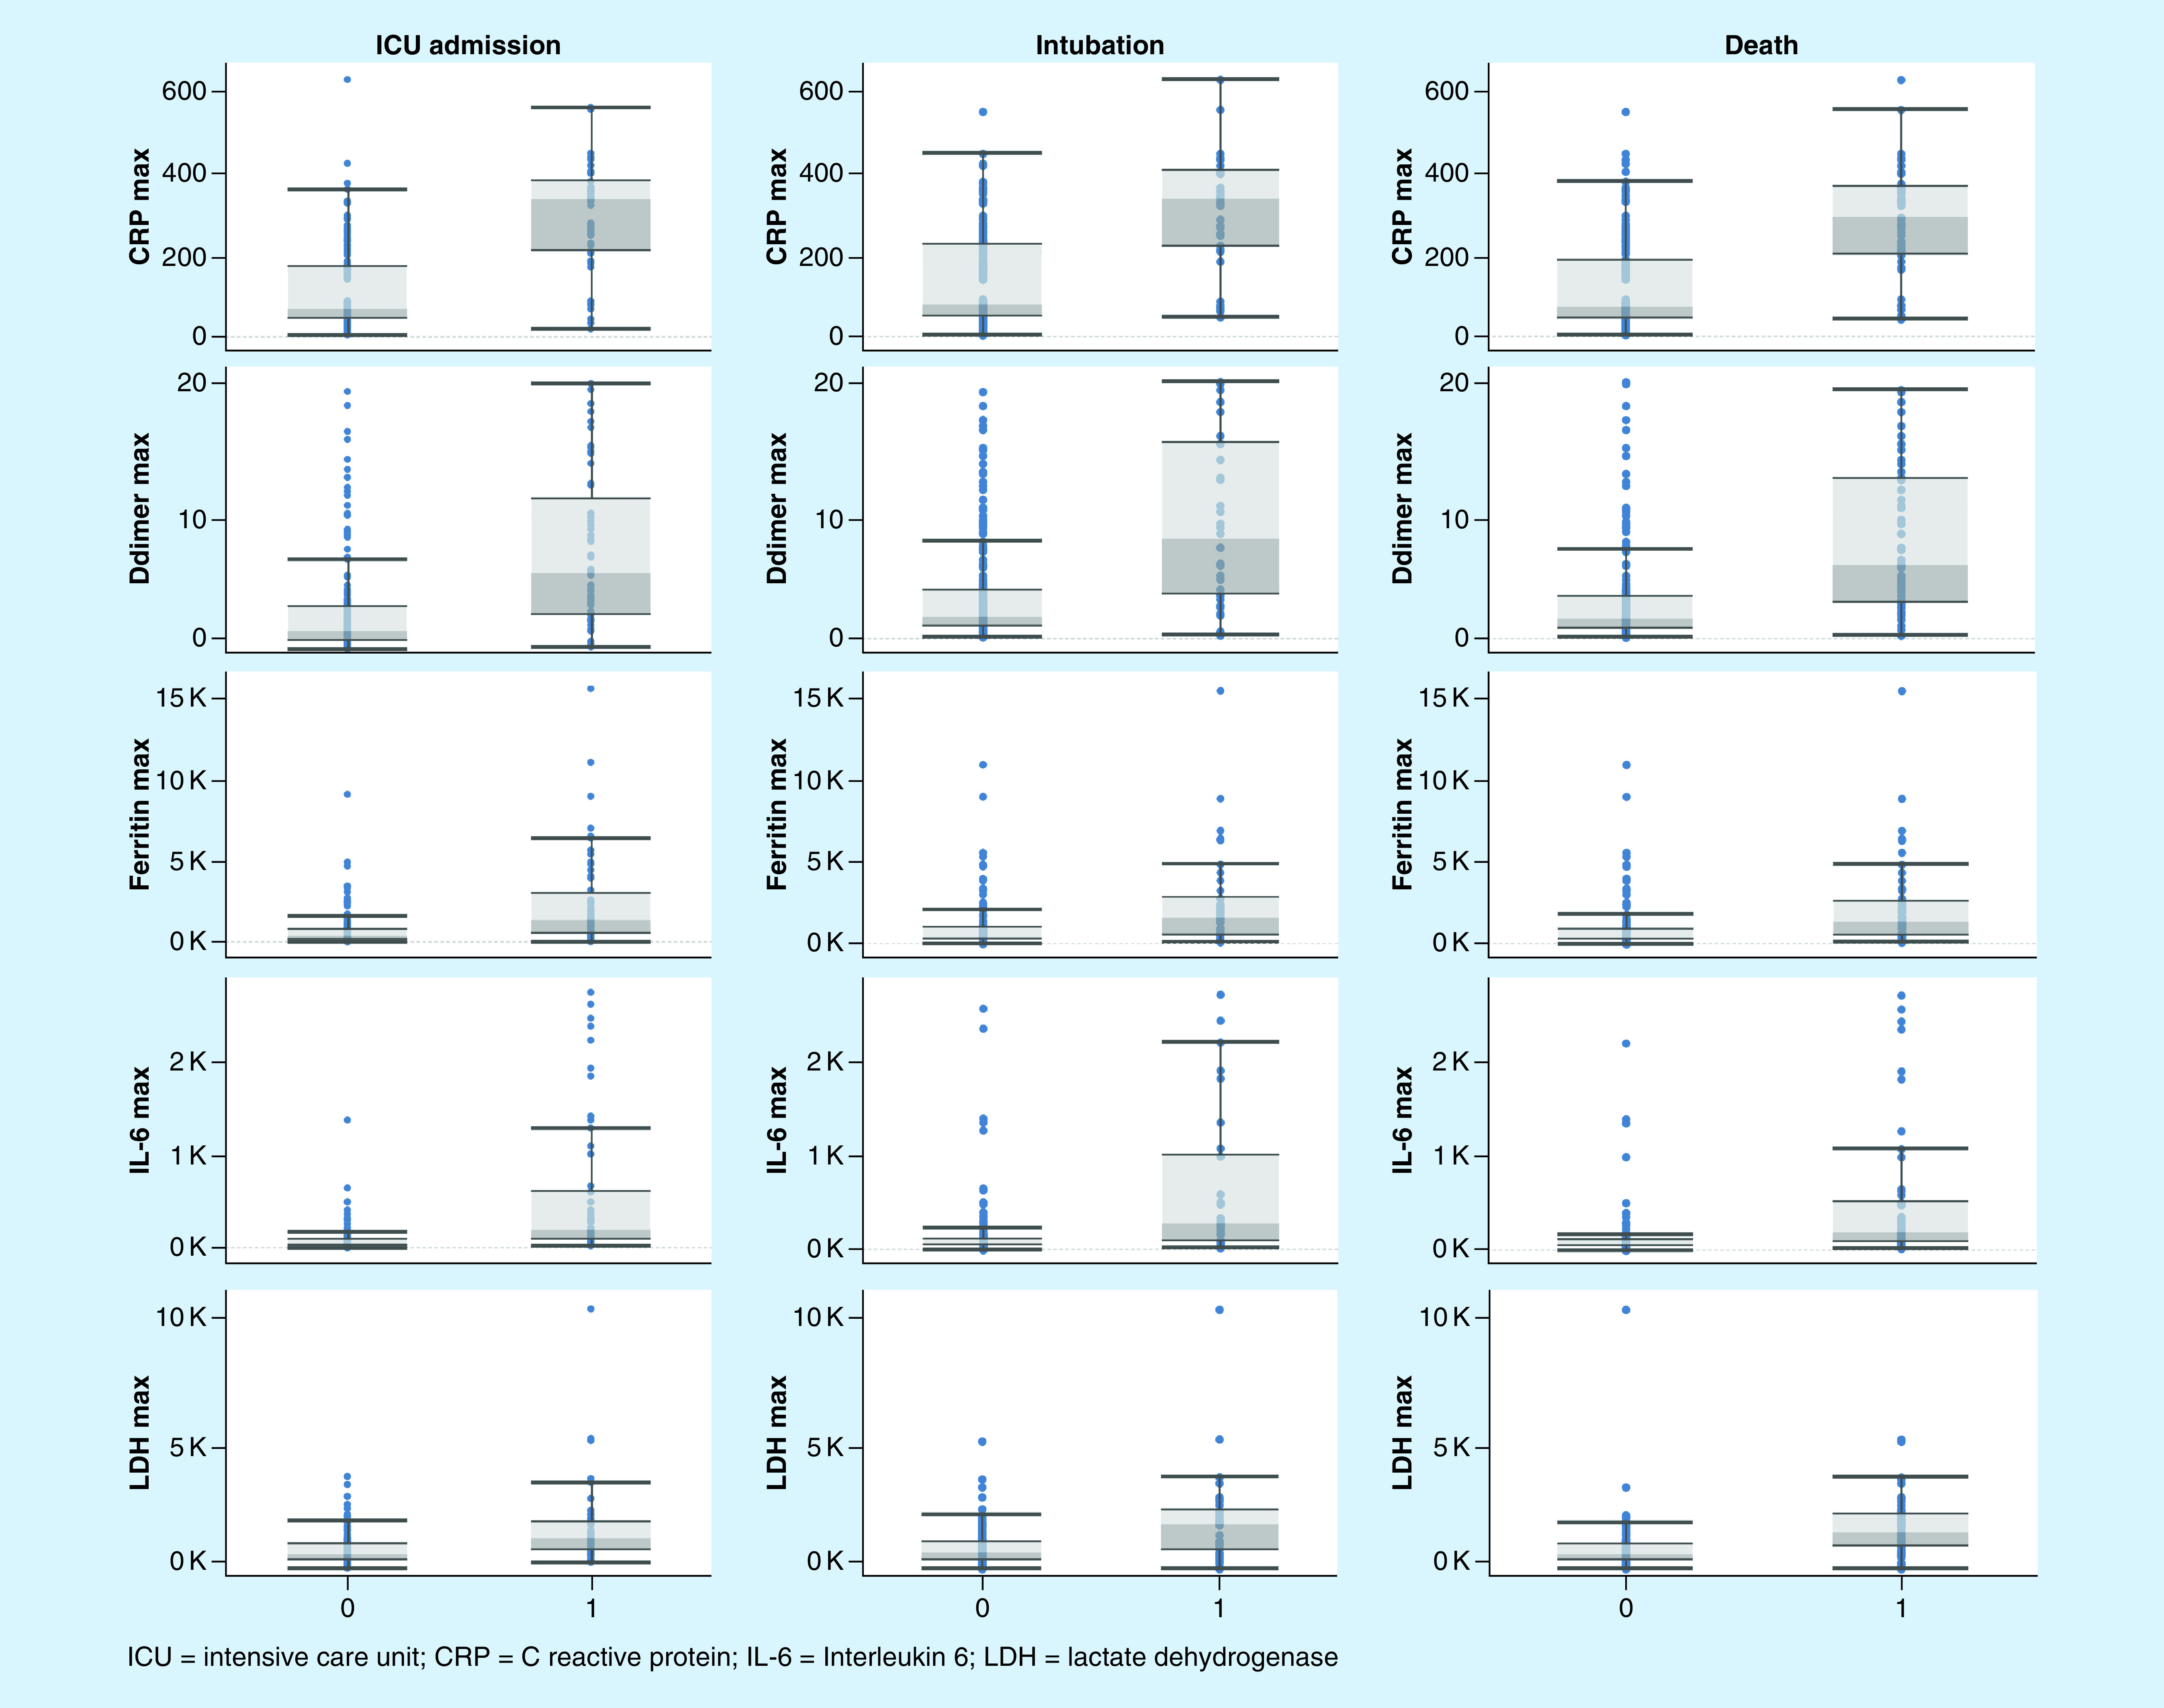 ICU admission
Intubation
Death
CRP max
600
400
200
0
CRP max
600
400
200
0
CRP max
600
400
200
0
Ddimer max
20
10
0
Ddimer max
20
10
0
Ddimer max
20
10
0
Ferritin max
15 K
10 K
5 K
0 K
Ferritin max
15 K
10 K
5 K
0 K
Ferritin max
15 K
10 K
5 K
0 K
IL-6 max
2 K
1 K
0 K
IL-6 max
2 K
1 K
0 K
IL-6 max
2 K
1 K
0 K
LDH max
10 K
5 K
0 K
LDH max
10 K
5 K
0 K
LDH max
10 K
5 K
0 K
0 1
0 1
0 1
ICU = intensive care unit; CRP = C reactive protein; IL-6 = Interleukin 6; LDH = lactate dehydrogenase